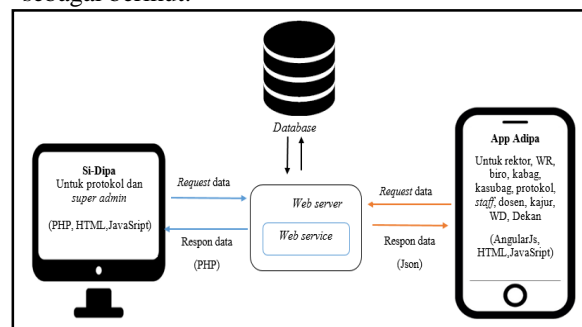 sebagai berikut:
Database
Si-Dipa
Untuk protokol dan
super admin
(PHP, HTML,JavaSript)
Request data
Respon data
(PHP)
Web server
Web service
Request data
Respon data
(Json)
App Adipa
Untuk rektor, WR,
biro, kabag,
kasubag, protokol,
staff, dosen, kajur,
WD, Dekan
(AngularJs,
HTML,JavaSript)